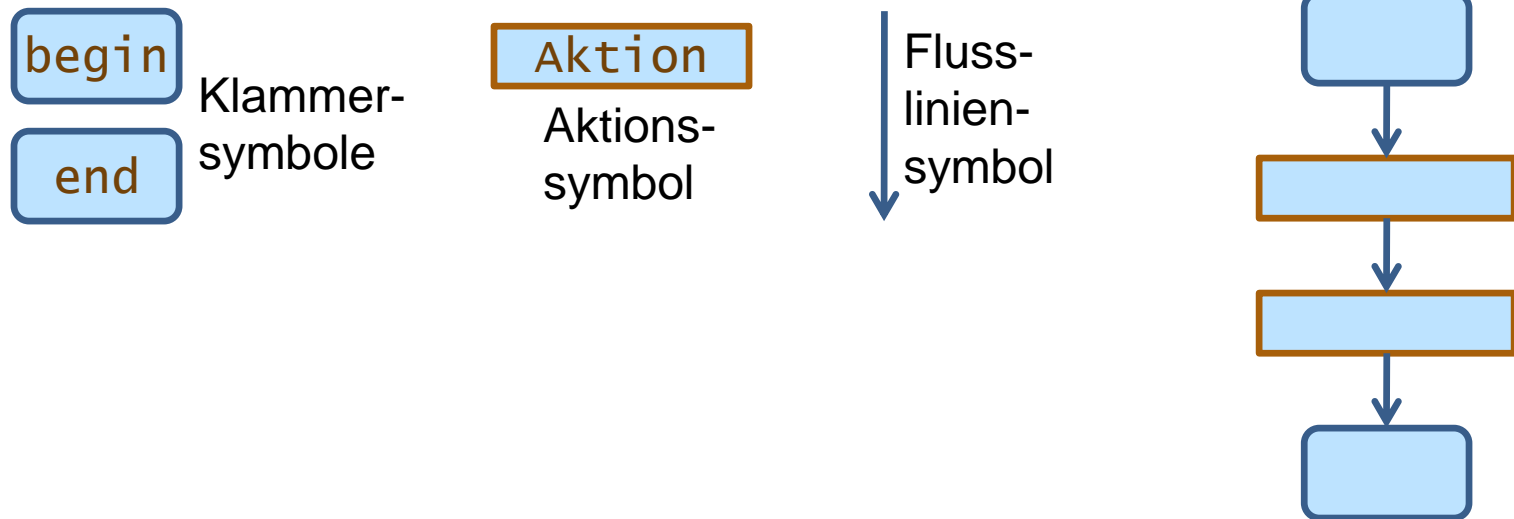 begin
end
Klammer-
symbole
Aktion
Aktions-
symbol
Fluss-
linien-
symbol